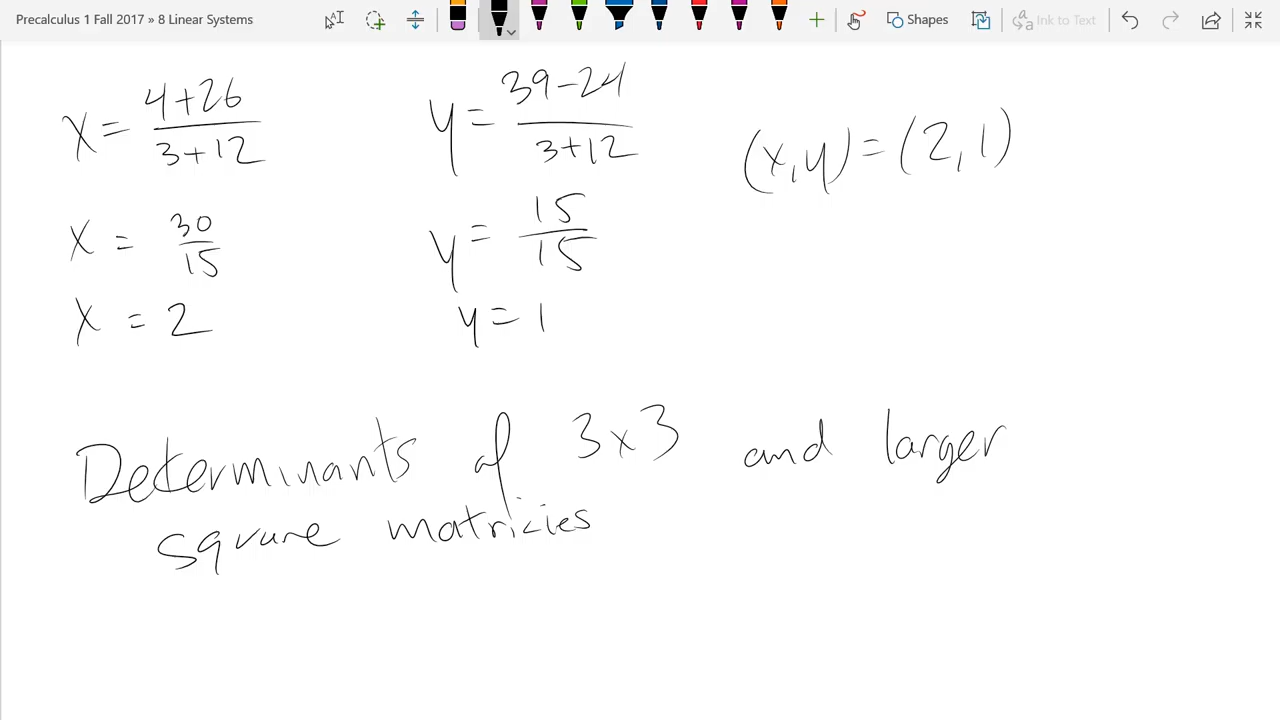 Precalculus 1 Fall 2017 » 8 Linear Systems
Shapes
Ink to Text
x = 4+26 / 3+12
y = 39-24 / 3+12
(x,y) = (2,1)
x = 30/15
y = 15/15
x = 2
y = 1
Determinants of 3x3 and larger
square matricies